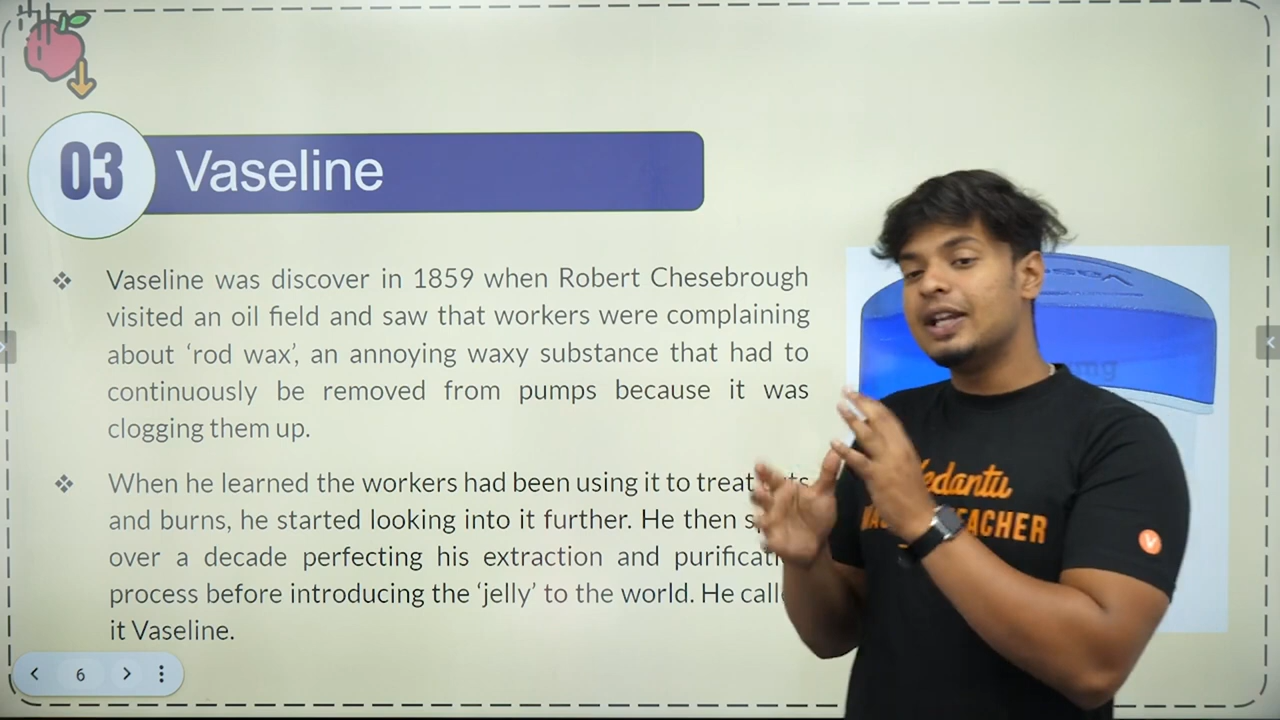 03 Vaseline
Vaseline was discover in 1859 when Robert Chesebrough
visited an oil field and saw that workers were complaining
about ‘rod wax’, an annoying waxy substance that had to
continuously be removed from pumps because it was
clogging them up.
When he learned the workers had been using it to treat
and burns, he started looking into it further. He then
over a decade perfecting his extraction and
process before introducing the ‘jelly’ to the world. He
it Vaseline.
6
Vedantu
TEACHER
V